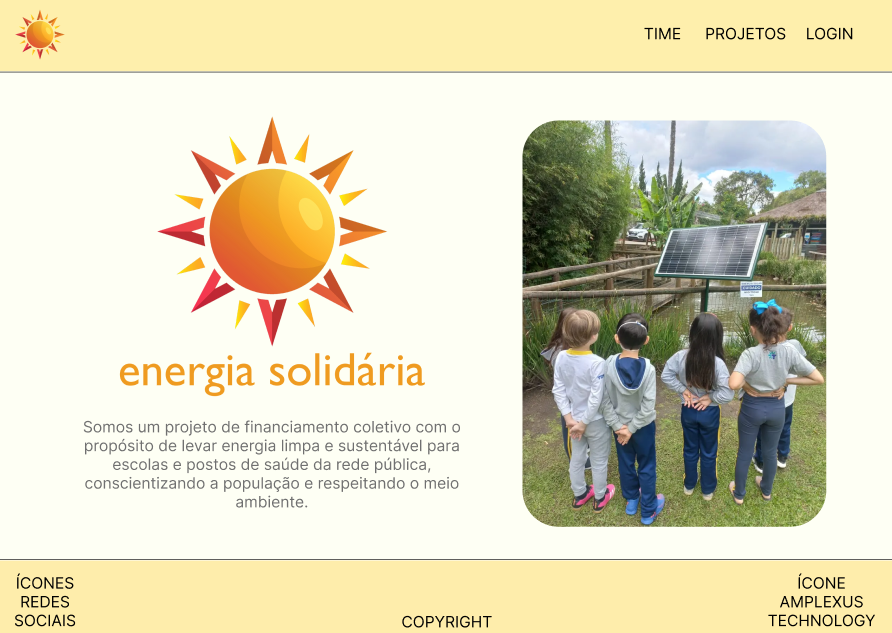 TIME PROJETOS LOGIN
energia solidária
Somos um projeto de financiamento coletivo com o
propósito de levar energia limpa e sustentável para
escolas e postos de saúde da rede pública,
conscientizando a população e respeitando o meio
ambiente.
ÍCONES
REDES
SOCIAIS
COPYRIGHT
ÍCONE
AMPLEXUS
TECHNOLOGY